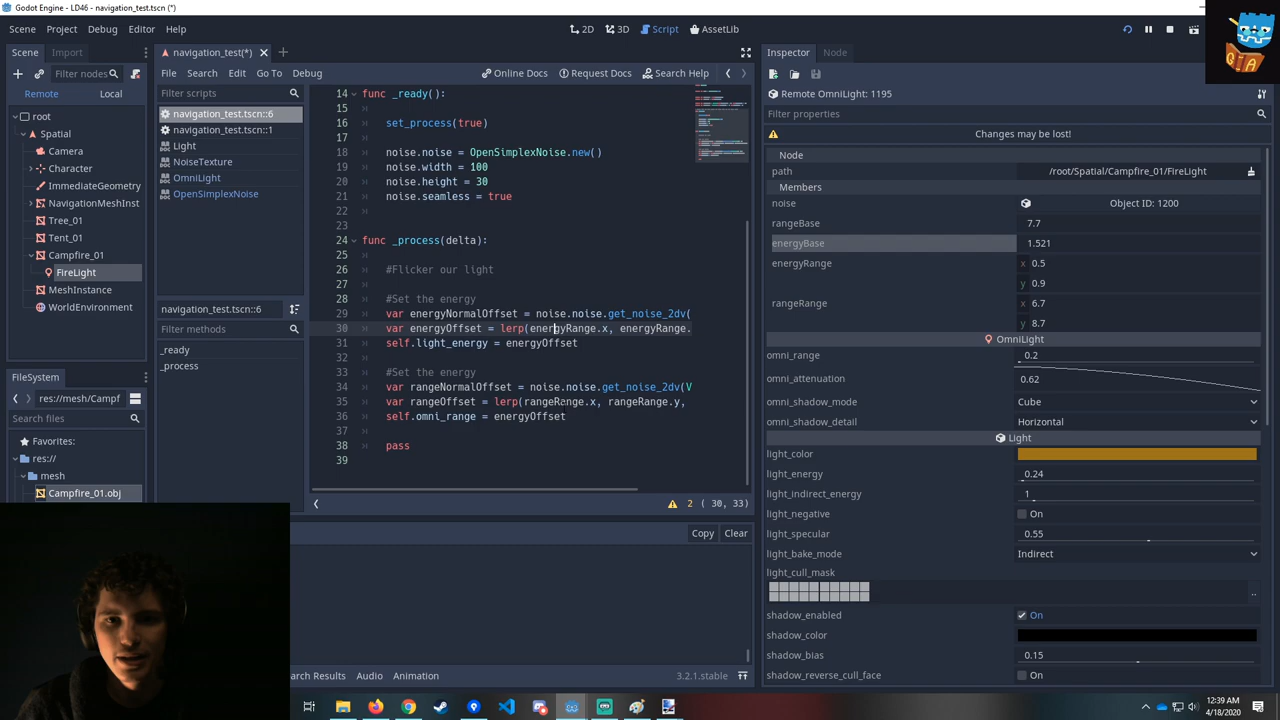 Godot Engine - LD46 - navigation_test.tscn (*)
Scene Project Debug Editor Help
2D 3D Script AssetLib
Scene Import
Filter nodes
Remote Local
root
Spatial
Camera
Character
ImmediateGeometry
NavigationMeshInst
Tree_01
Tent_01
Campfire_01
FireLight
MeshInstance
WorldEnvironment
FileSystem
res://mesh/Campf
Search files
Favorites:
res://
mesh
Campfire_01.obj
navigation_test(*)
File Search Edit Go To Debug
Online Docs Request Docs Search Help
Filter scripts
navigation_test.tscn::6
navigation_test.tscn::1
Light
NoiseTexture
OmniLight
OpenSimplexNoise
navigation_test.tscn::6
Filter methods
_ready
_process
14 func _ready():
15
16 set_process(true)
17
18 noise.noise = OpenSimplexNoise.new()
19 noise.width = 100
20 noise.height = 30
21 noise.seamless = true
22
23
24 func _process(delta):
25
26 #Flicker our light
27
28 #Set the energy
29 var energyNormalOffset = noise.noise.get_noise_2dv(
30 var energyOffset = lerp(energyRange.x, energyRange.
31 self.light_energy = energyOffset
32
33 #Set the energy
34 var rangeNormalOffset = noise.noise.get_noise_2dv(V
35 var rangeOffset = lerp(rangeRange.x, rangeRange.y,
36 self.omni_range = energyOffset
37
38 pass
39
2 ( 30, 33)
Copy Clear
arch Results Audio Animation
3.2.1.stable
Inspector Node
Remote OmniLight: 1195
Filter properties
Changes may be lost!
Node
path /root/Spatial/Campfire_01/FireLight
Members
noise Object ID: 1200
rangeBase 7.7
energyBase 1.521
energyRange x 0.5
y 0.9
rangeRange x 6.7
y 8.7
OmniLight
omni_range 0.2
omni_attenuation 0.62
omni_shadow_mode Cube
omni_shadow_detail Horizontal
Light
light_color
light_energy 0.24
light_indirect_energy 1
light_negative On
light_specular 0.55
light_bake_mode Indirect
light_cull_mask
..
shadow_enabled On
shadow_color
shadow_bias 0.15
shadow_reverse_cull_face On
12:39 AM
4/18/2020
Q A